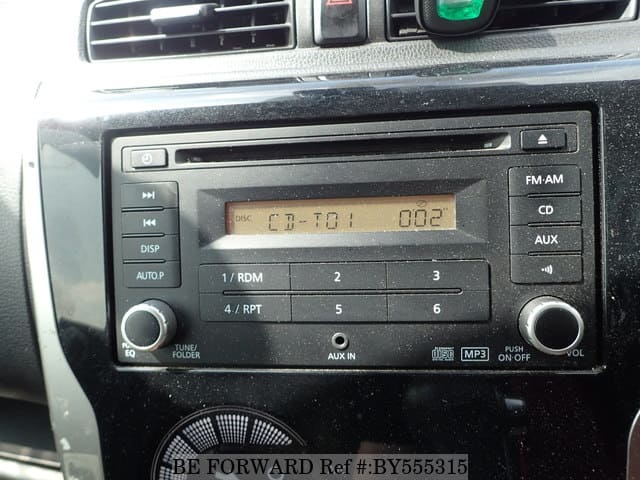 FM·AM
DISC CD-T01 002"
CD
DISP
AUX
AUTO.P
1 / RDM 2 3
4 / RPT 5 6
EQ
TUNE/
FOLDER
AUX IN
MP3
PUSH
ON·OFF
VOL
BE FORWARD Ref #:BY555315